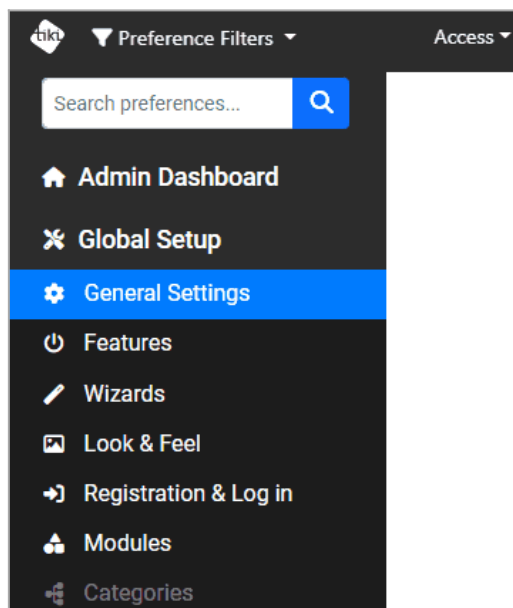 tiki Preference Filters Access
Search preferences...
Admin Dashboard
Global Setup
General Settings
Features
Wizards
Look & Feel
Registration & Log in
Modules
Categories